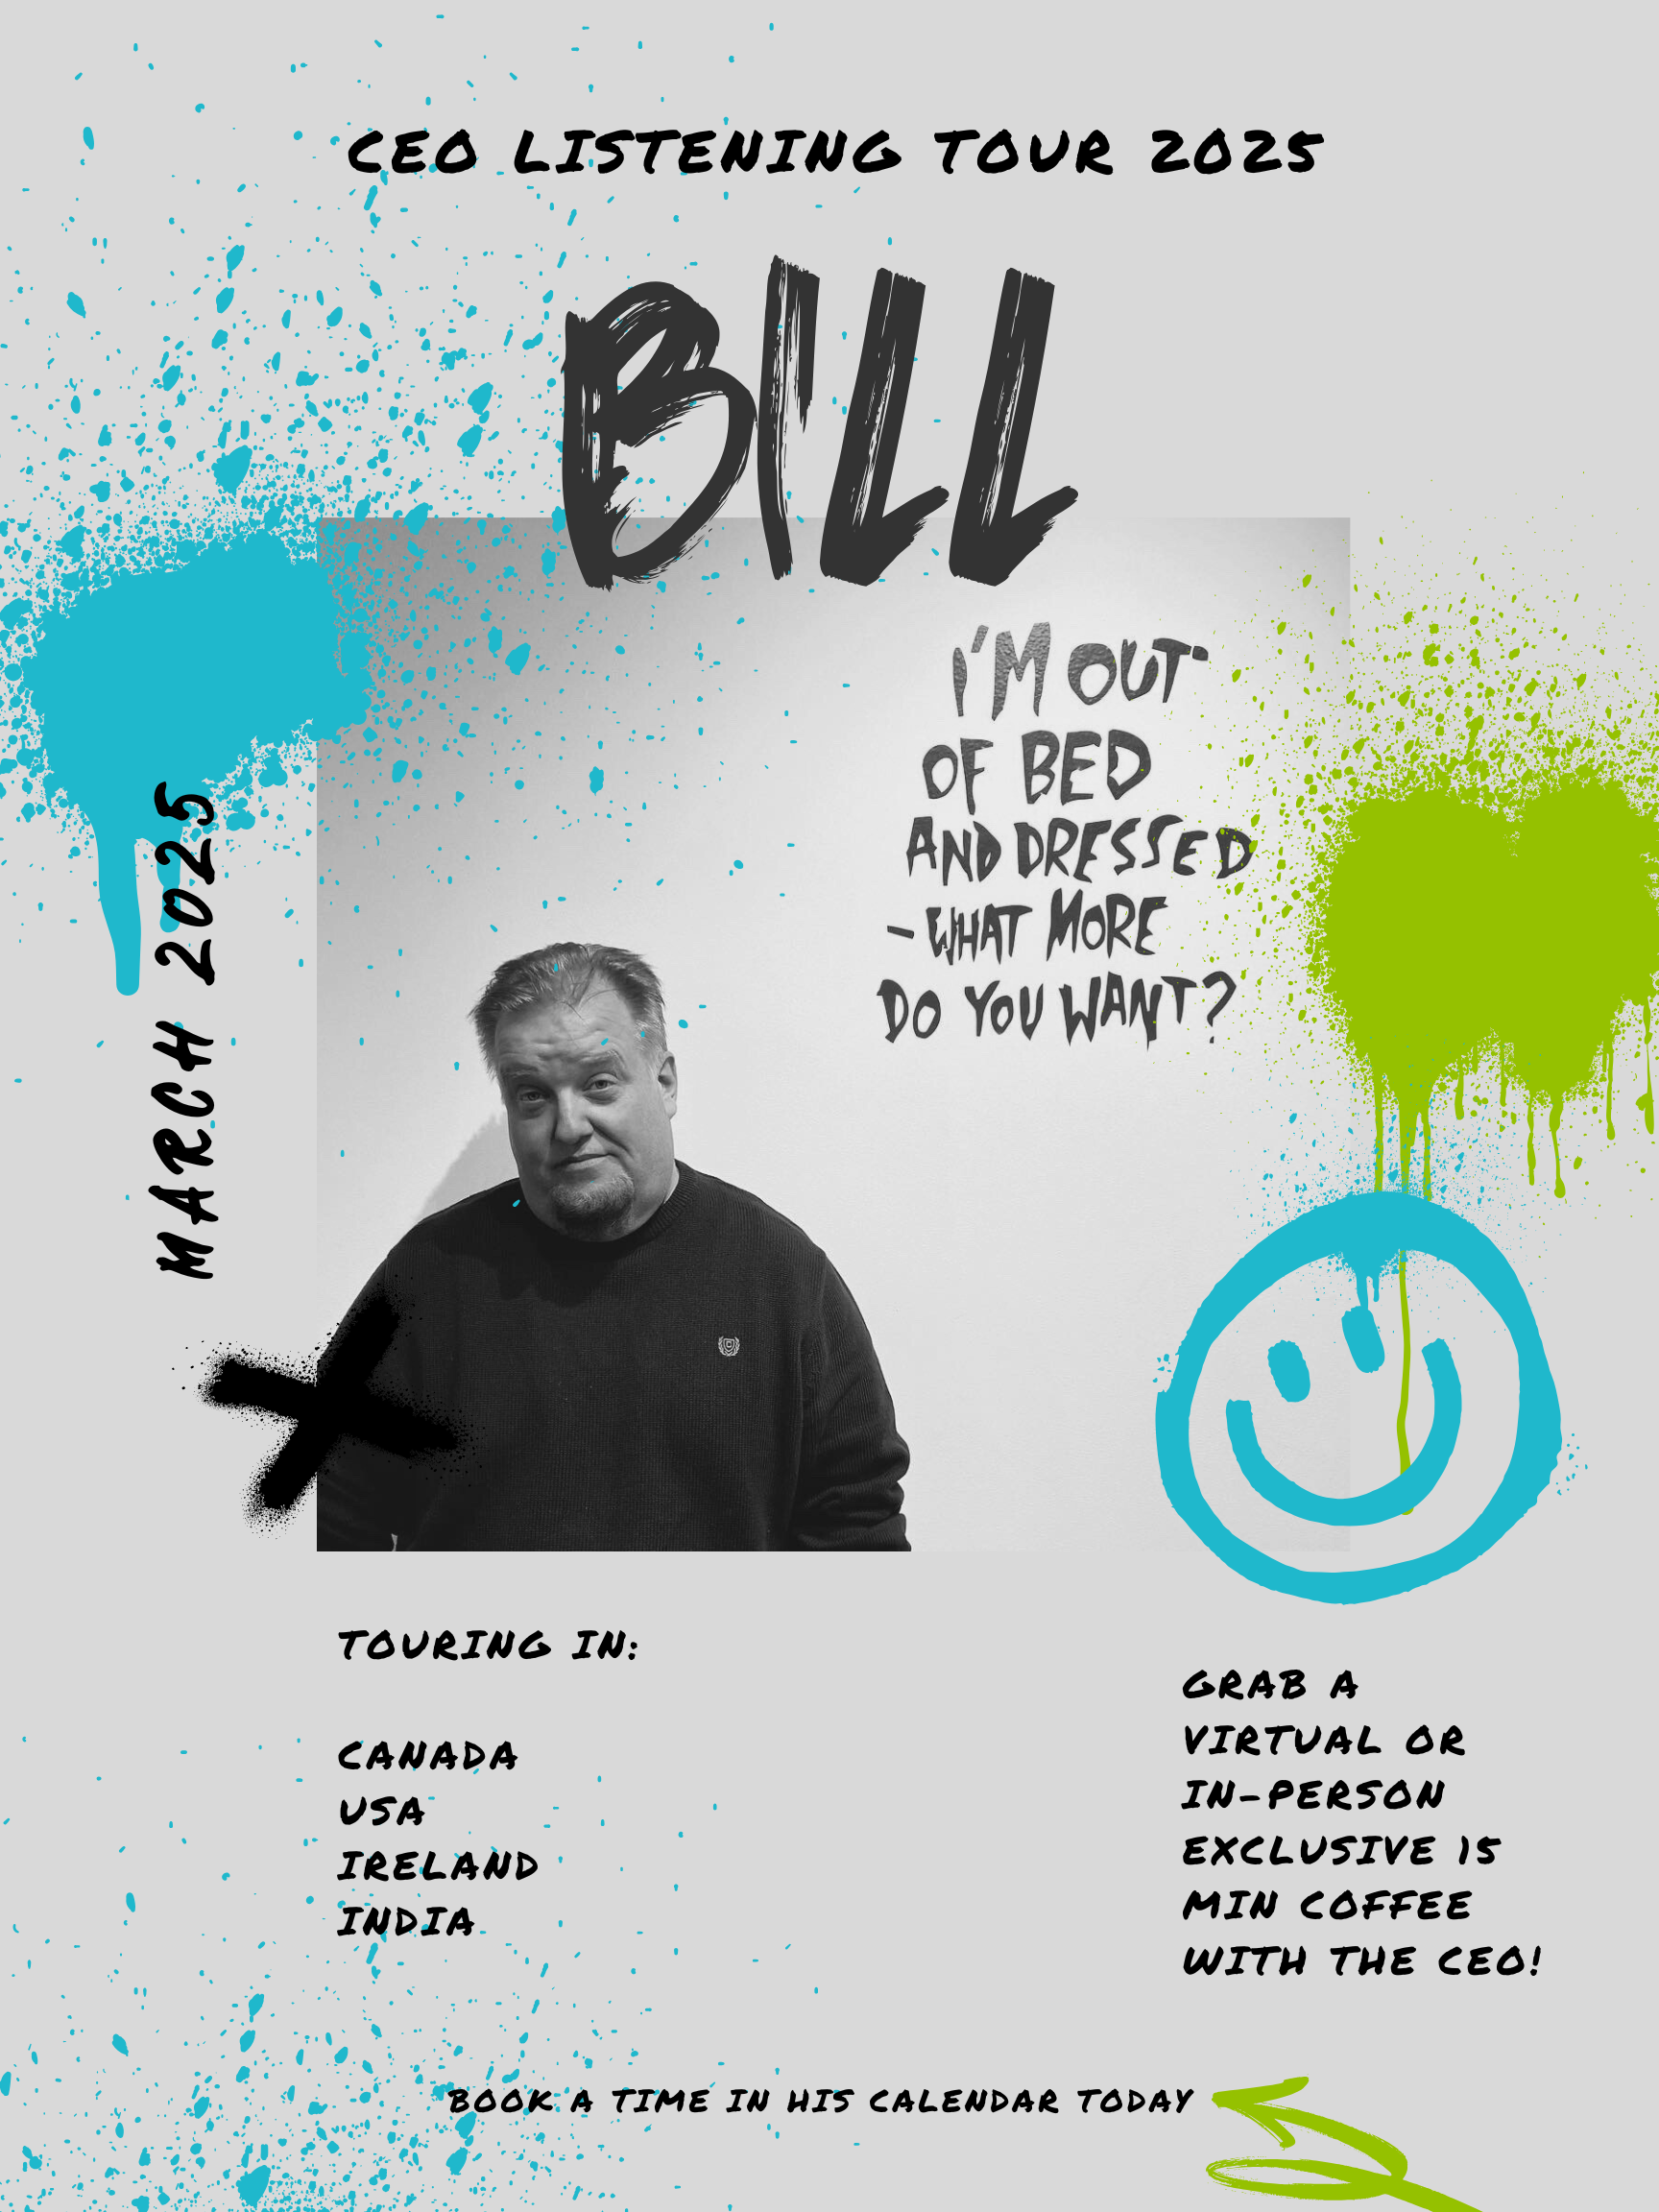 CEO LISTENING TOUR 2025
BILL
I'M OUT
OF BED
AND DRESSED
- WHAT MORE
DO YOU WANT?
MARCH 2025
TOURING IN:
CANADA
USA
IRELAND
INDIA
GRAB A
VIRTUAL OR
IN-PERSON
EXCLUSIVE 15
MIN COFFEE
WITH THE CEO!
BOOK A TIME IN HIS CALENDAR TODAY